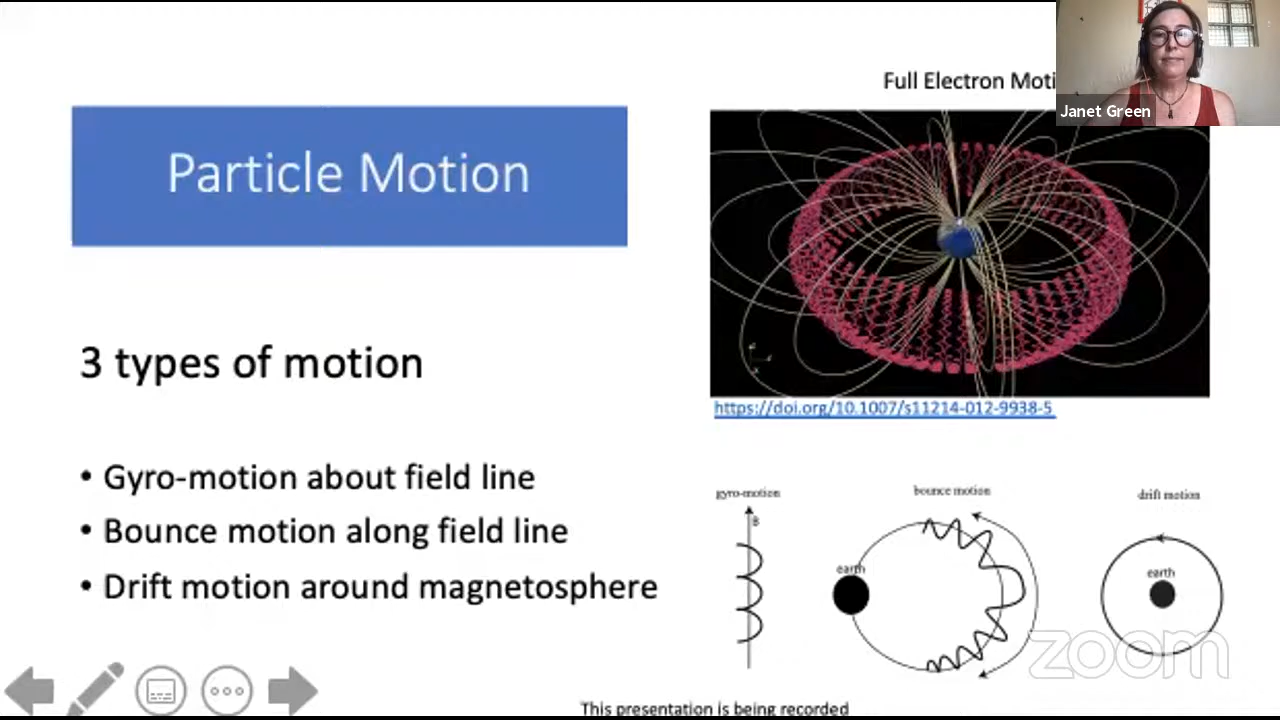 Full Electron Moti
Janet Green
Particle Motion
3 types of motion
• Gyro-motion about field line
• Bounce motion along field line
• Drift motion around magnetosphere
https://doi.org/10.1007/s11214-012-9938-5
gyro-motion
B
bounce motion
earth
drift motion
earth
zoom
This presentation is being recorded